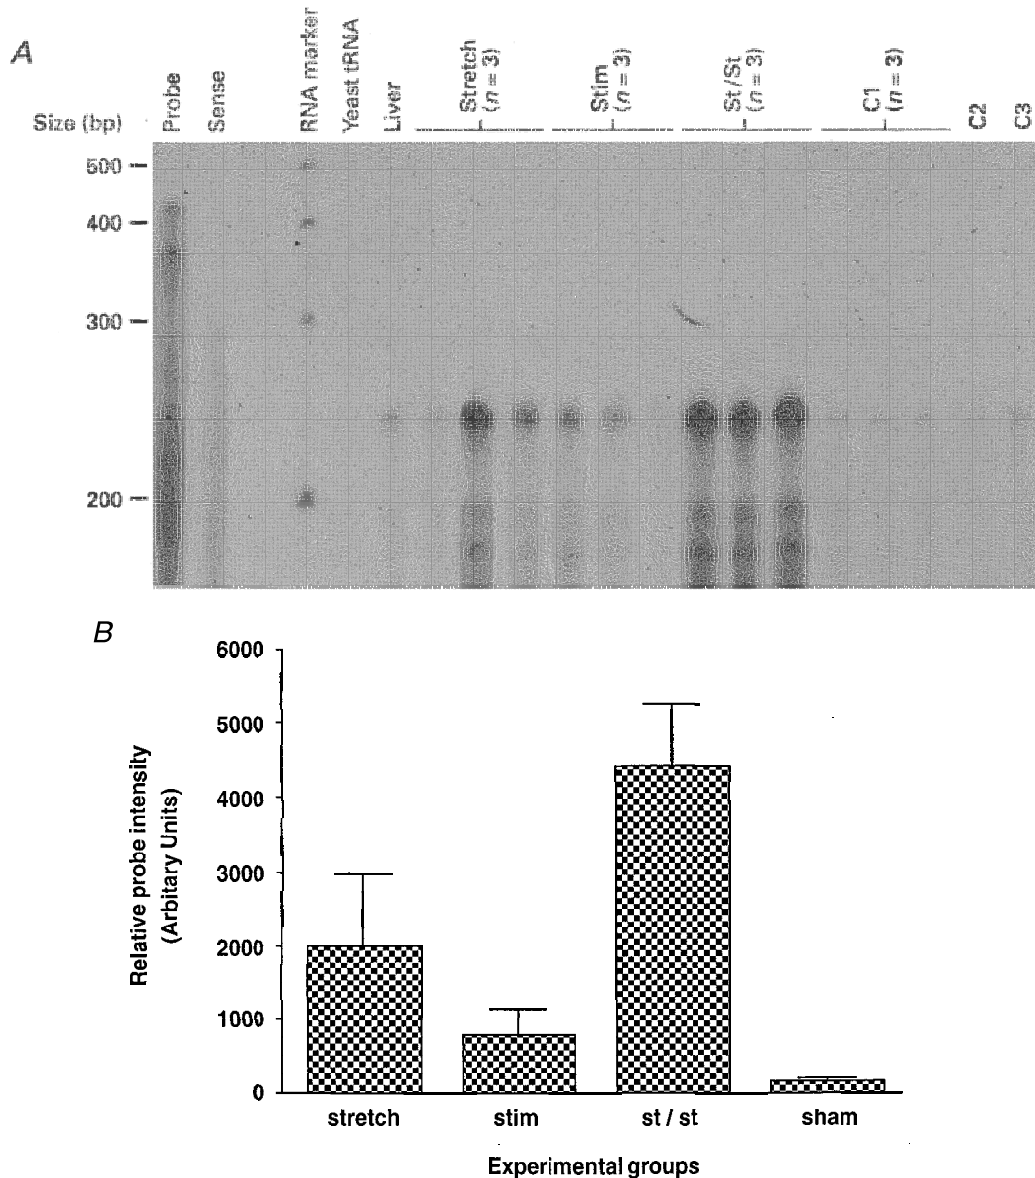 A
Size (bp)
Probe
Sense
RNA marker
Yeast tRNA
Liver
Stretch
(n = 3)
Stim
(n = 3)
St/St
(n = 3)
C1
(n = 3)
C2
C3
500
400
300
200
B
Relative probe intensity
(Arbitary Units)
6000
5000
4000
3000
2000
1000
0
stretch
stim
st / st
sham
Experimental groups